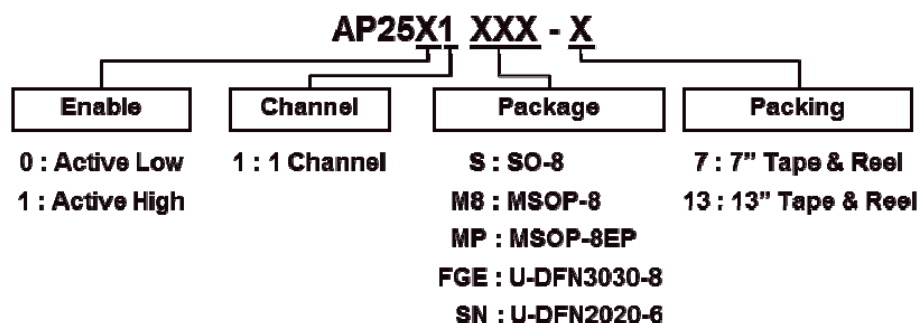 AP25X1 XXX - X
Enable Channel Package Packing
0 : Active Low 1 : 1 Channel S : SO-8 7 : 7” Tape & Reel
1 : Active High M8 : MSOP-8 13 : 13” Tape & Reel
MP : MSOP-8EP
FGE : U-DFN3030-8
SN : U-DFN2020-6